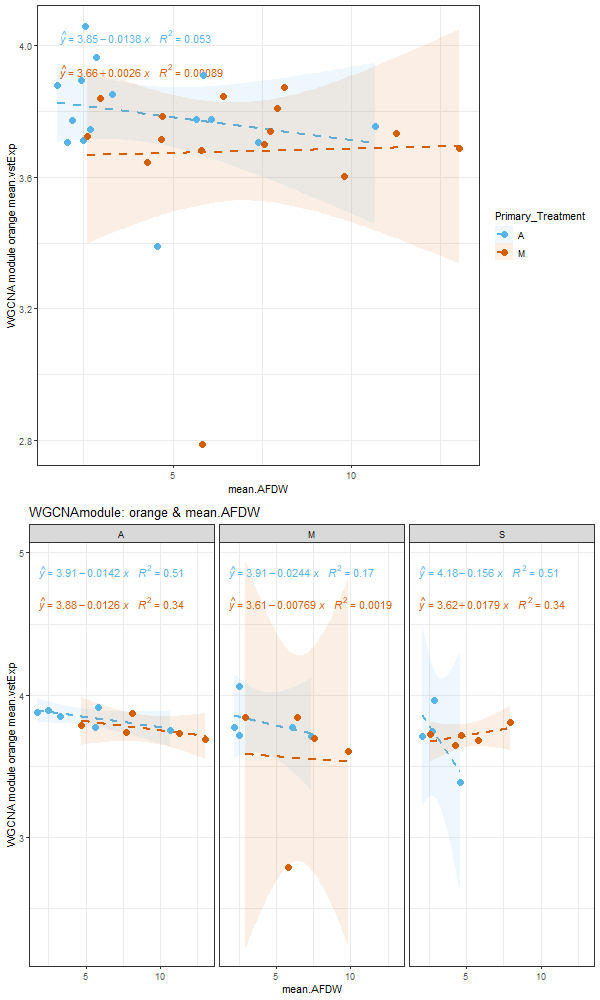 4.0
3.6
3.2
2.8
ŷ = 3.85 − 0.0138 x R² = 0.053
ŷ = 3.66 + 0.0026 x R² = 0.00089
WGCNA module orange mean.vstExp
5 10
mean.AFDW
Primary_Treatment
A
M
WGCNAmodule: orange & mean.AFDW
A M S
5
4
3
ŷ = 3.91 − 0.0142 x R² = 0.51
ŷ = 3.88 − 0.0126 x R² = 0.34
ŷ = 3.91 − 0.0244 x R² = 0.17
ŷ = 3.61 − 0.00769 x R² = 0.0019
ŷ = 4.18 − 0.156 x R² = 0.51
ŷ = 3.62 + 0.0179 x R² = 0.34
WGCNA module orange mean.vstExp
5 10 5 10 5 10
mean.AFDW